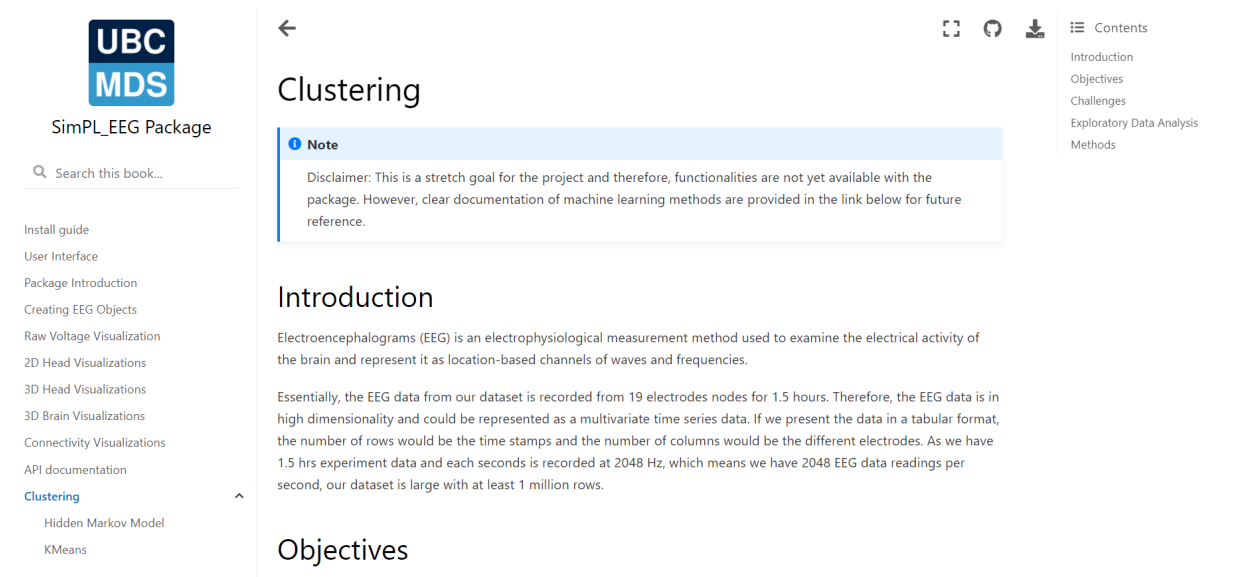 UBC
MDS
SimPL_EEG Package
Search this book...
Install guide
User Interface
Package Introduction
Creating EEG Objects
Raw Voltage Visualization
2D Head Visualizations
3D Head Visualizations
3D Brain Visualizations
Connectivity Visualizations
API documentation
Clustering
Hidden Markov Model
KMeans
Clustering
Note
Disclaimer: This is a stretch goal for the project and therefore, functionalities are not yet available with the
package. However, clear documentation of machine learning methods are provided in the link below for future
reference.
Introduction
Electroencephalograms (EEG) is an electrophysiological measurement method used to examine the electrical activity of
the brain and represent it as location-based channels of waves and frequencies.
Essentially, the EEG data from our dataset is recorded from 19 electrodes nodes for 1.5 hours. Therefore, the EEG data is in
high dimensionality and could be represented as a multivariate time series data. If we present the data in a tabular format,
the number of rows would be the time stamps and the number of columns would be the different electrodes. As we have
1.5 hrs experiment data and each seconds is recorded at 2048 Hz, which means we have 2048 EEG data readings per
second, our dataset is large with at least 1 million rows.
Objectives
Contents
Introduction
Objectives
Challenges
Exploratory Data Analysis
Methods